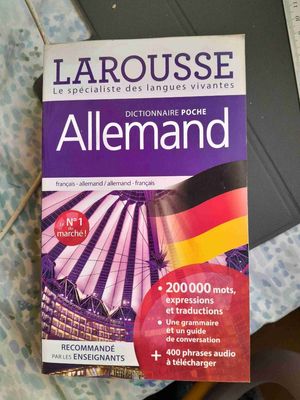 LAROUSSE
Le spécialiste des langues vivantes
DICTIONNAIRE POCHE
Allemand
français - allemand / allemand - français
le N°1
du
marché !
• 200 000 mots,
expressions
et traductions
• Une grammaire
et un guide de
conversation
+ 400 phrases audio
à télécharger
RECOMMANDÉ
PAR LES ENSEIGNANTS